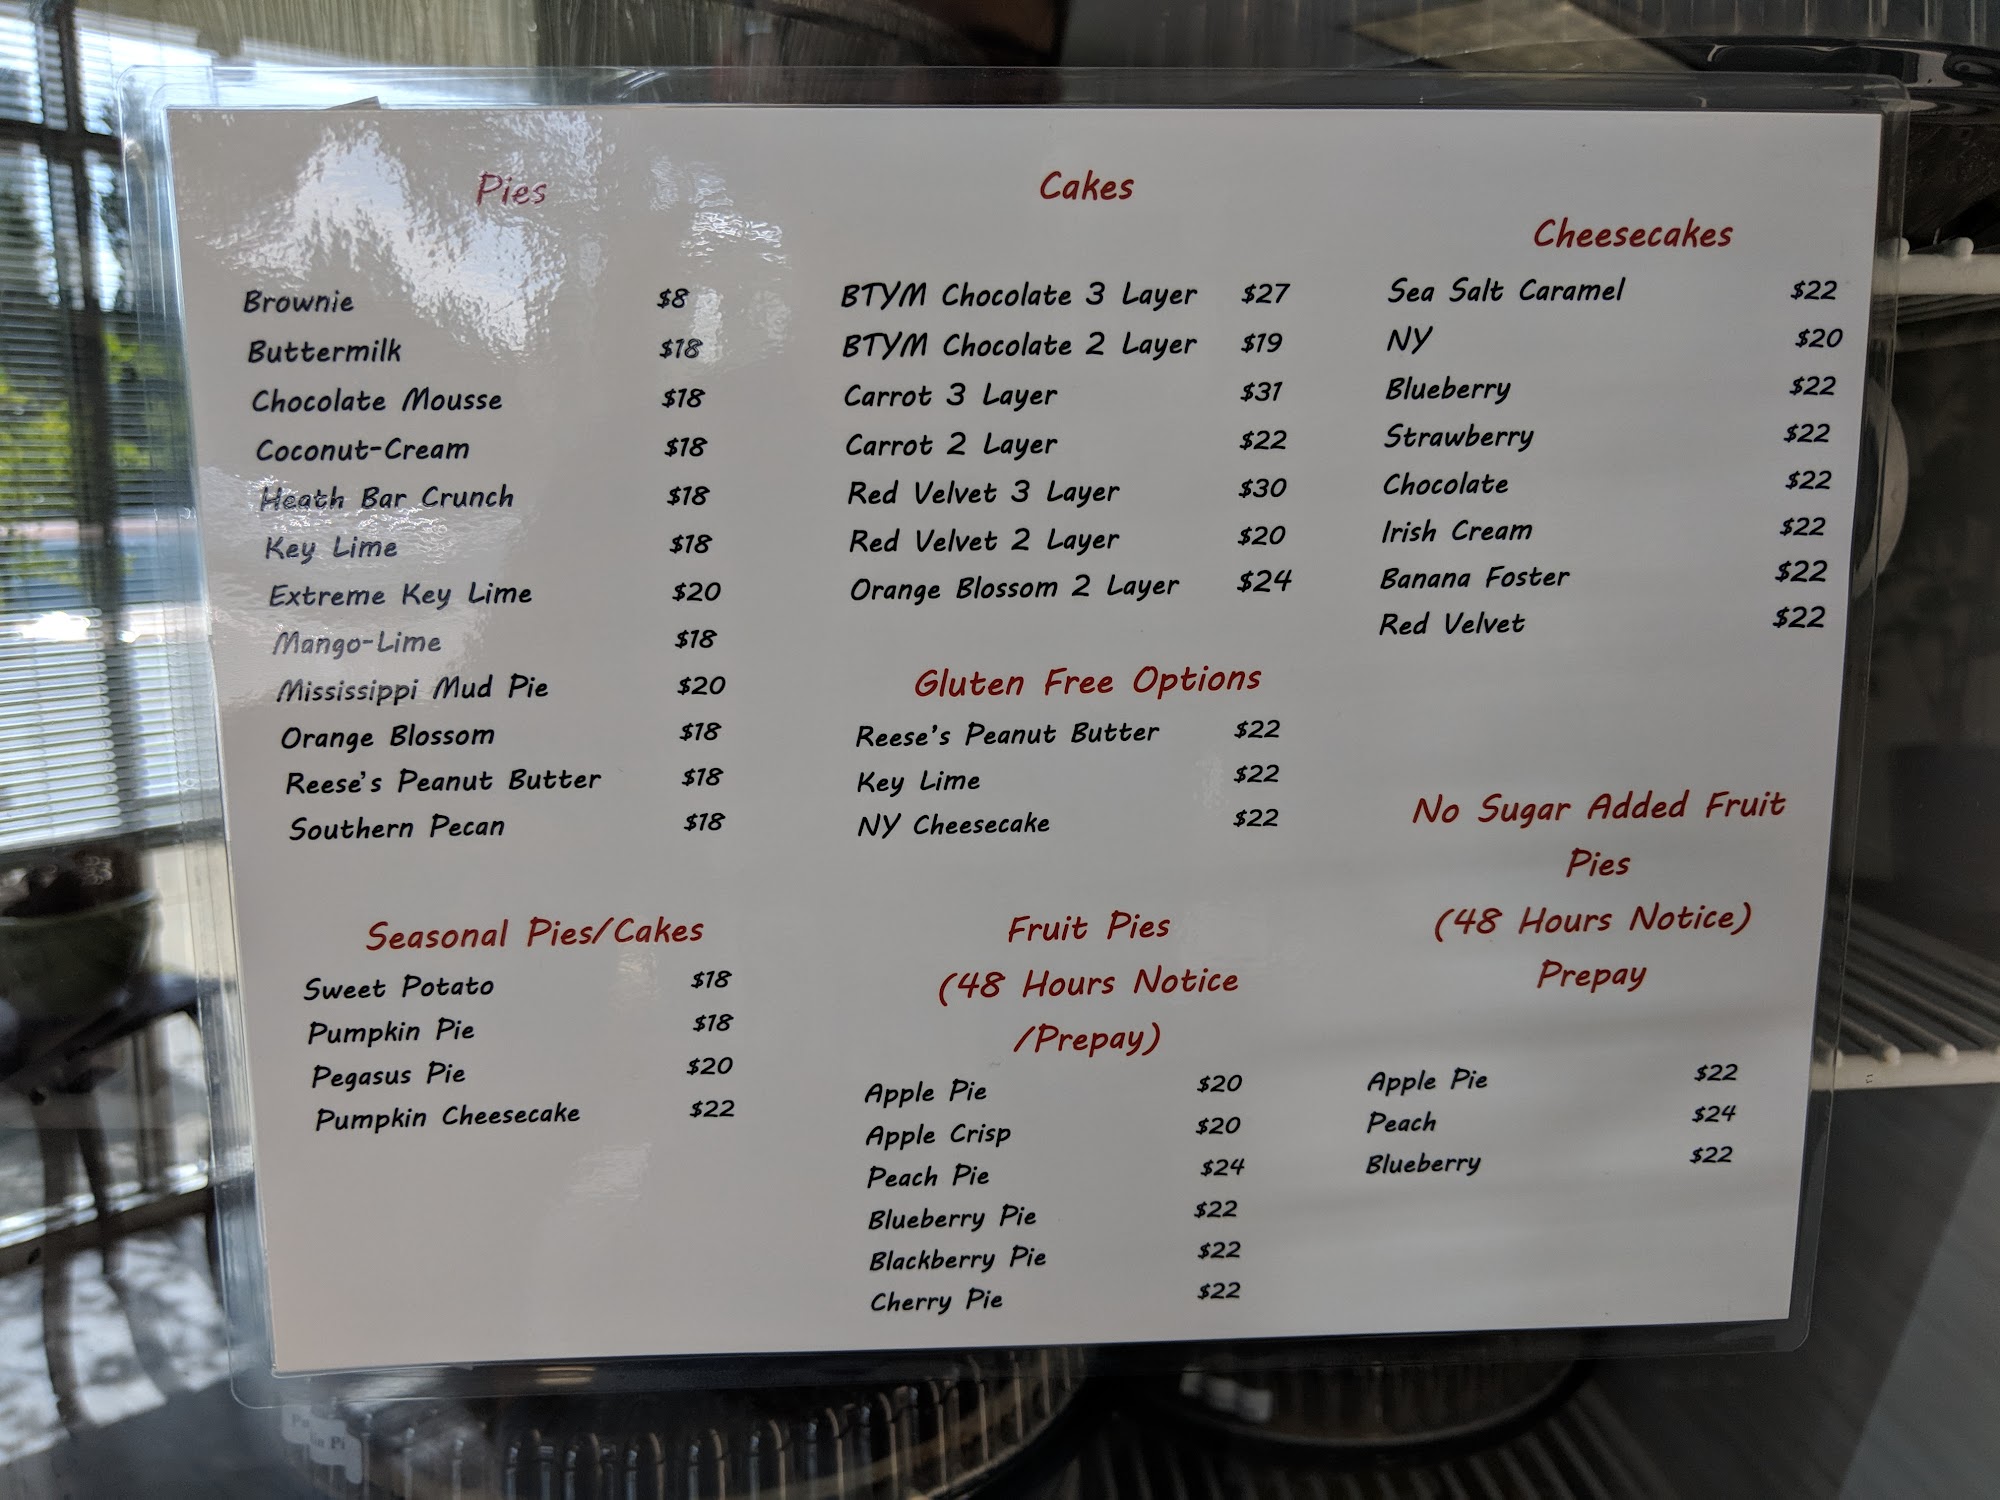 Pies
Brownie $8
Buttermilk $18
Chocolate Mousse $18
Coconut-Cream $18
Heath Bar Crunch $18
Key Lime $18
Extreme Key Lime $20
Mango-Lime $18
Mississippi Mud Pie $20
Orange Blossom $18
Reese's Peanut Butter $18
Southern Pecan $18
Seasonal Pies/Cakes
Sweet Potato $18
Pumpkin Pie $18
Pegasus Pie $20
Pumpkin Cheesecake $22
Cakes
BTYM Chocolate 3 Layer $27
BTYM Chocolate 2 Layer $19
Carrot 3 Layer $31
Carrot 2 Layer $22
Red Velvet 3 Layer $30
Red Velvet 2 Layer $20
Orange Blossom 2 Layer $24
Gluten Free Options
Reese's Peanut Butter $22
Key Lime $22
NY Cheesecake $22
Fruit Pies
(48 Hours Notice
/Prepay)
Apple Pie $20
Apple Crisp $20
Peach Pie $24
Blueberry Pie $22
Blackberry Pie $22
Cherry Pie $22
Cheesecakes
Sea Salt Caramel $22
NY $20
Blueberry $22
Strawberry $22
Chocolate $22
Irish Cream $22
Banana Foster $22
Red Velvet $22
No Sugar Added Fruit
Pies
(48 Hours Notice)
Prepay
Apple Pie $22
Peach $24
Blueberry $22